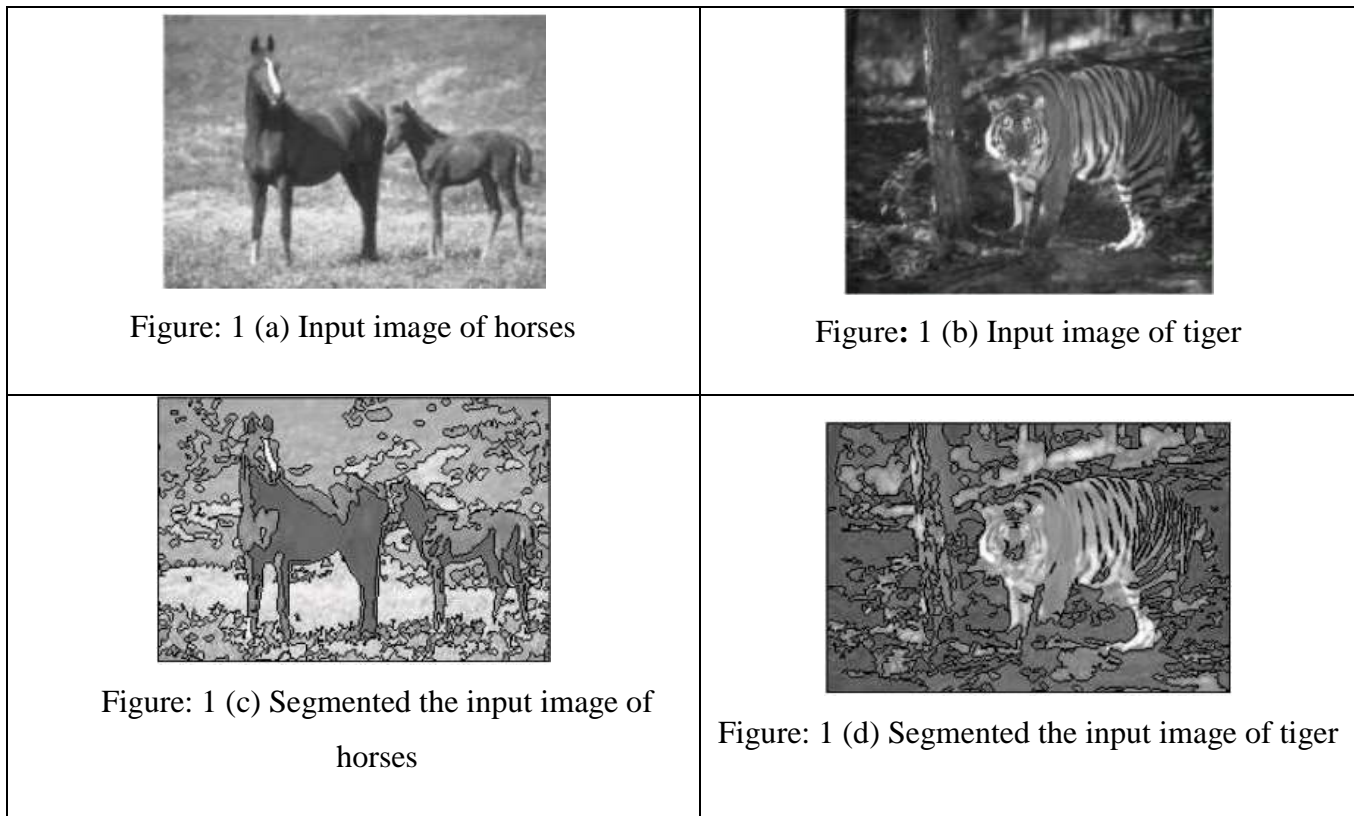 Figure: 1 (a) Input image of horses
Figure: 1 (b) Input image of tiger
Figure: 1 (c) Segmented the input image of
horses
Figure: 1 (d) Segmented the input image of tiger